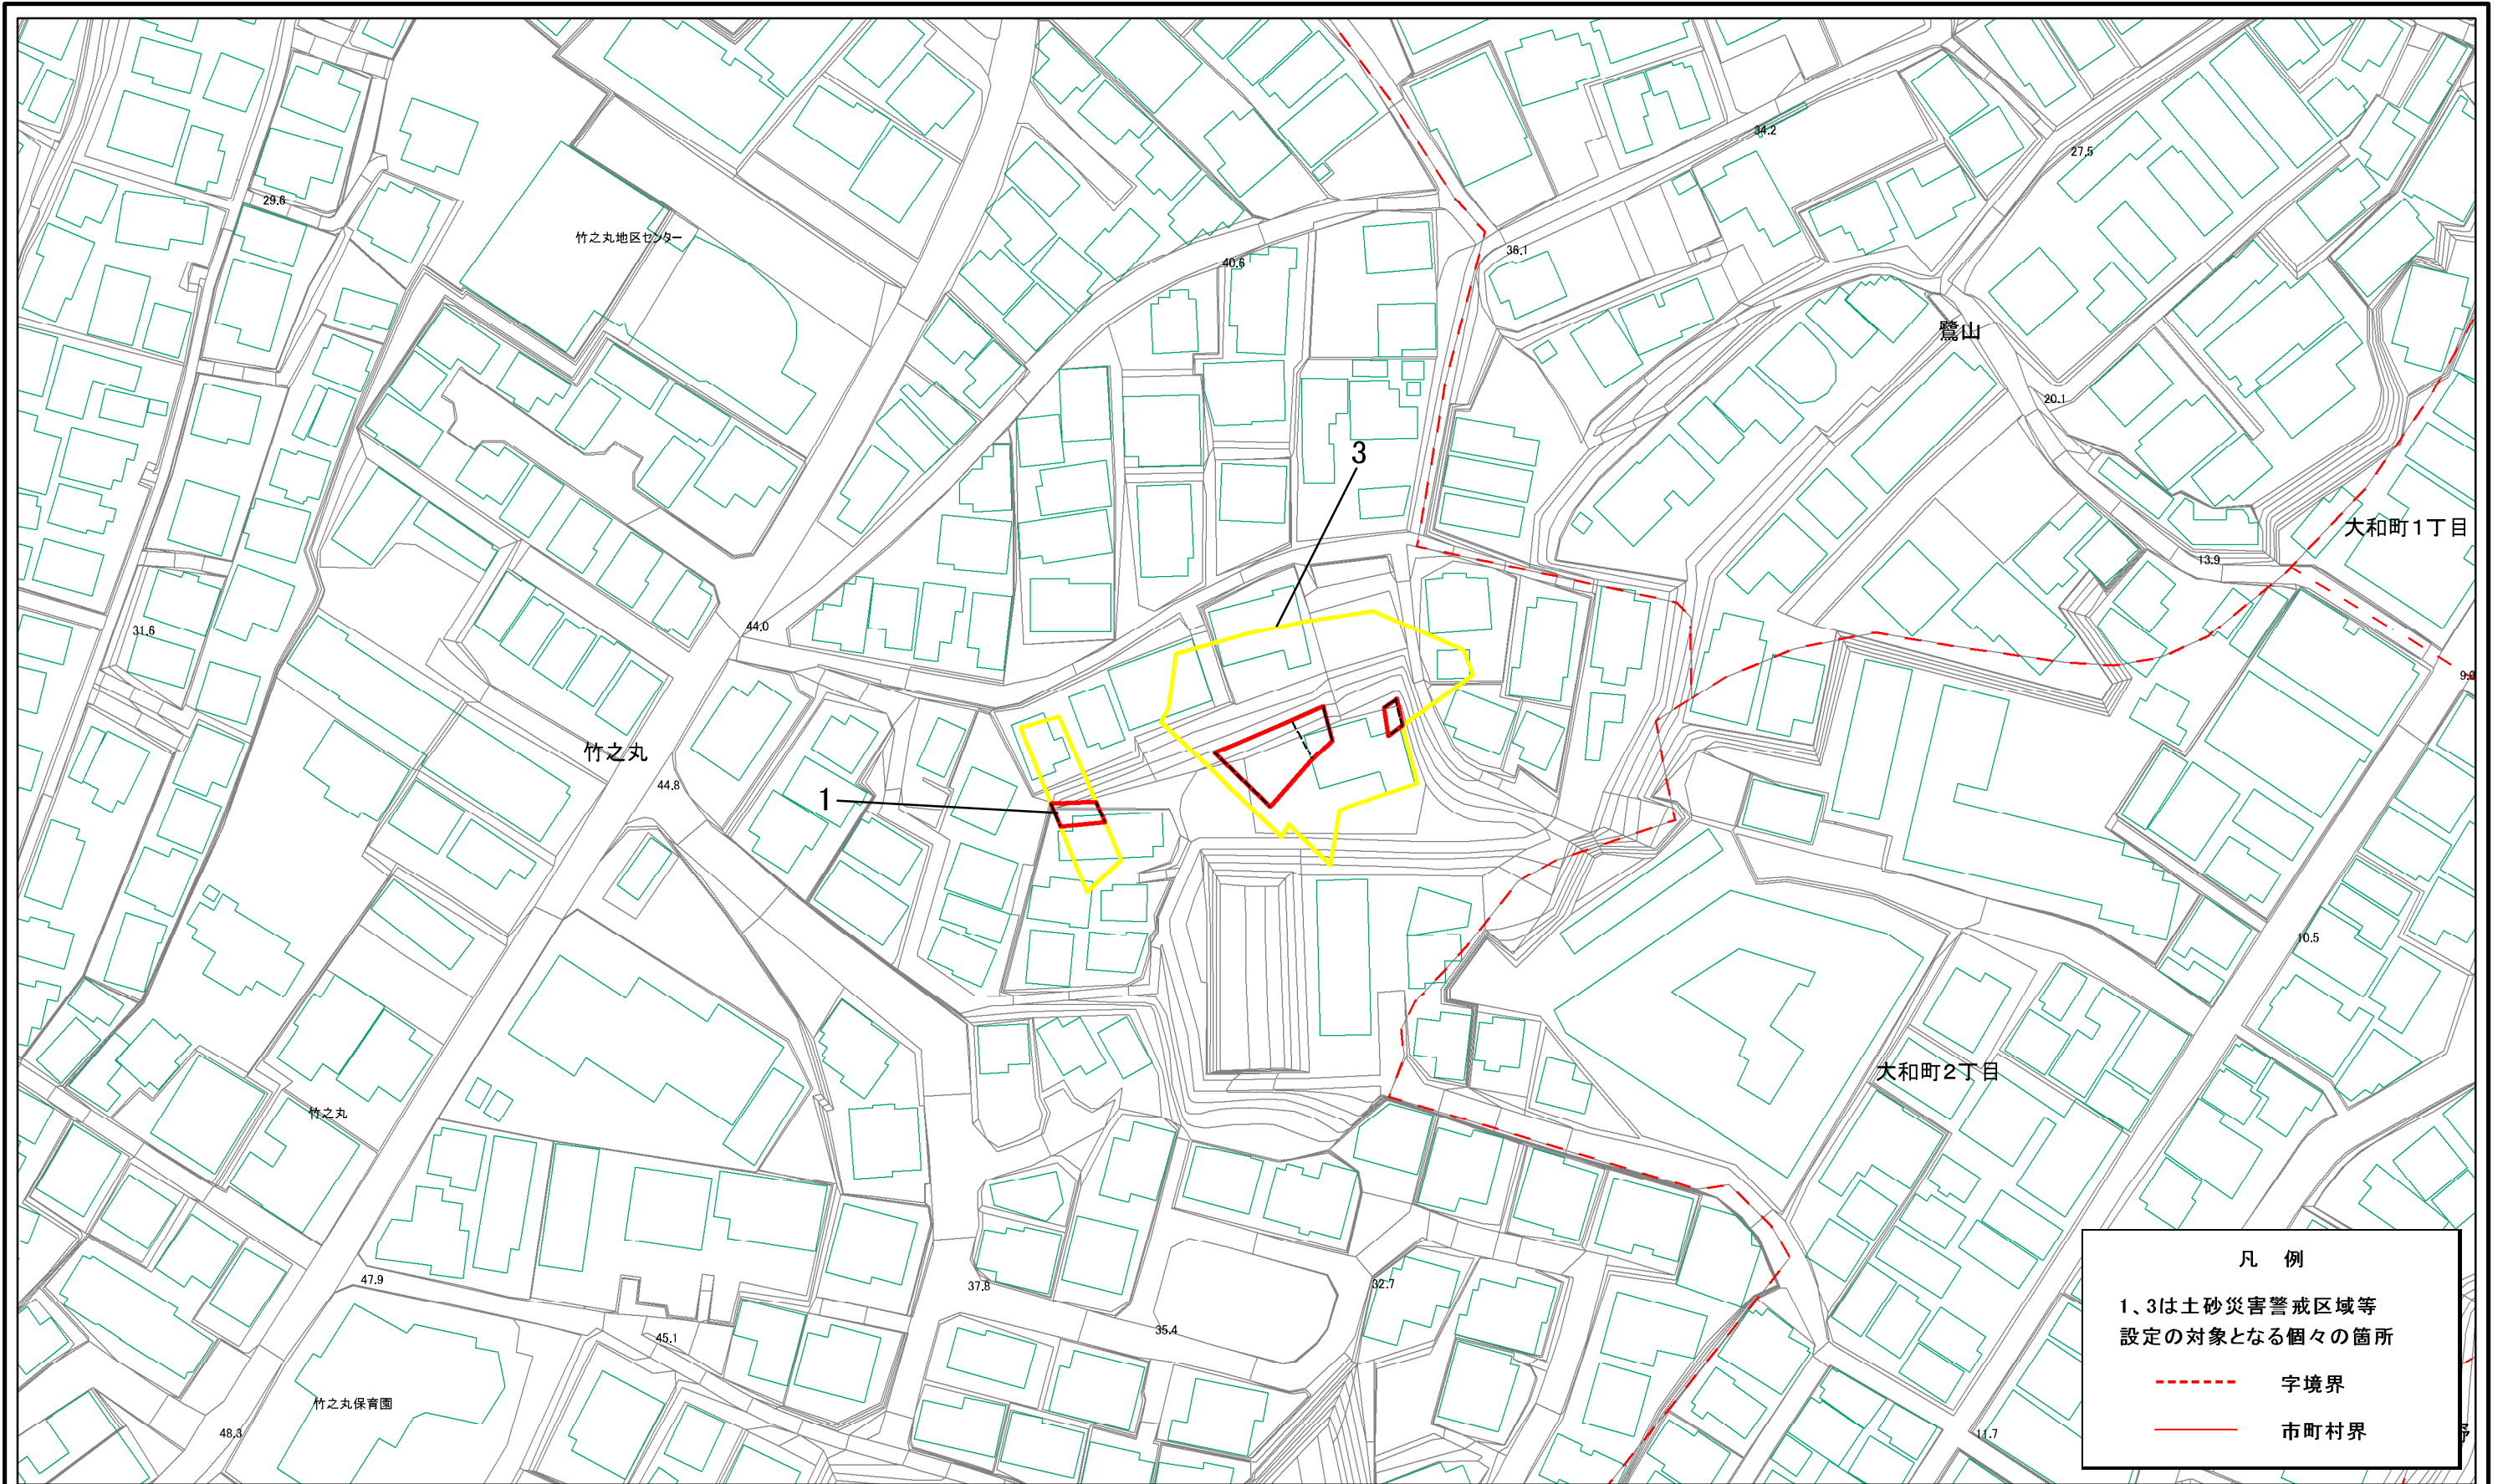 34.2
27.5
29.6
竹之丸地区センター
36.1
40.6
鷺山
20.1
3
大和町1丁目
13.9
44.0
31.6
9.9
竹之丸
44.8
1
10.5
大和町2丁目
竹之丸
47.9
37.8
32.7
35.4
45.1
竹之丸保育園
48.3
11.7
野
凡 例
1、3は土砂災害警戒区域等
設定の対象となる個々の箇所
字境界
市町村界